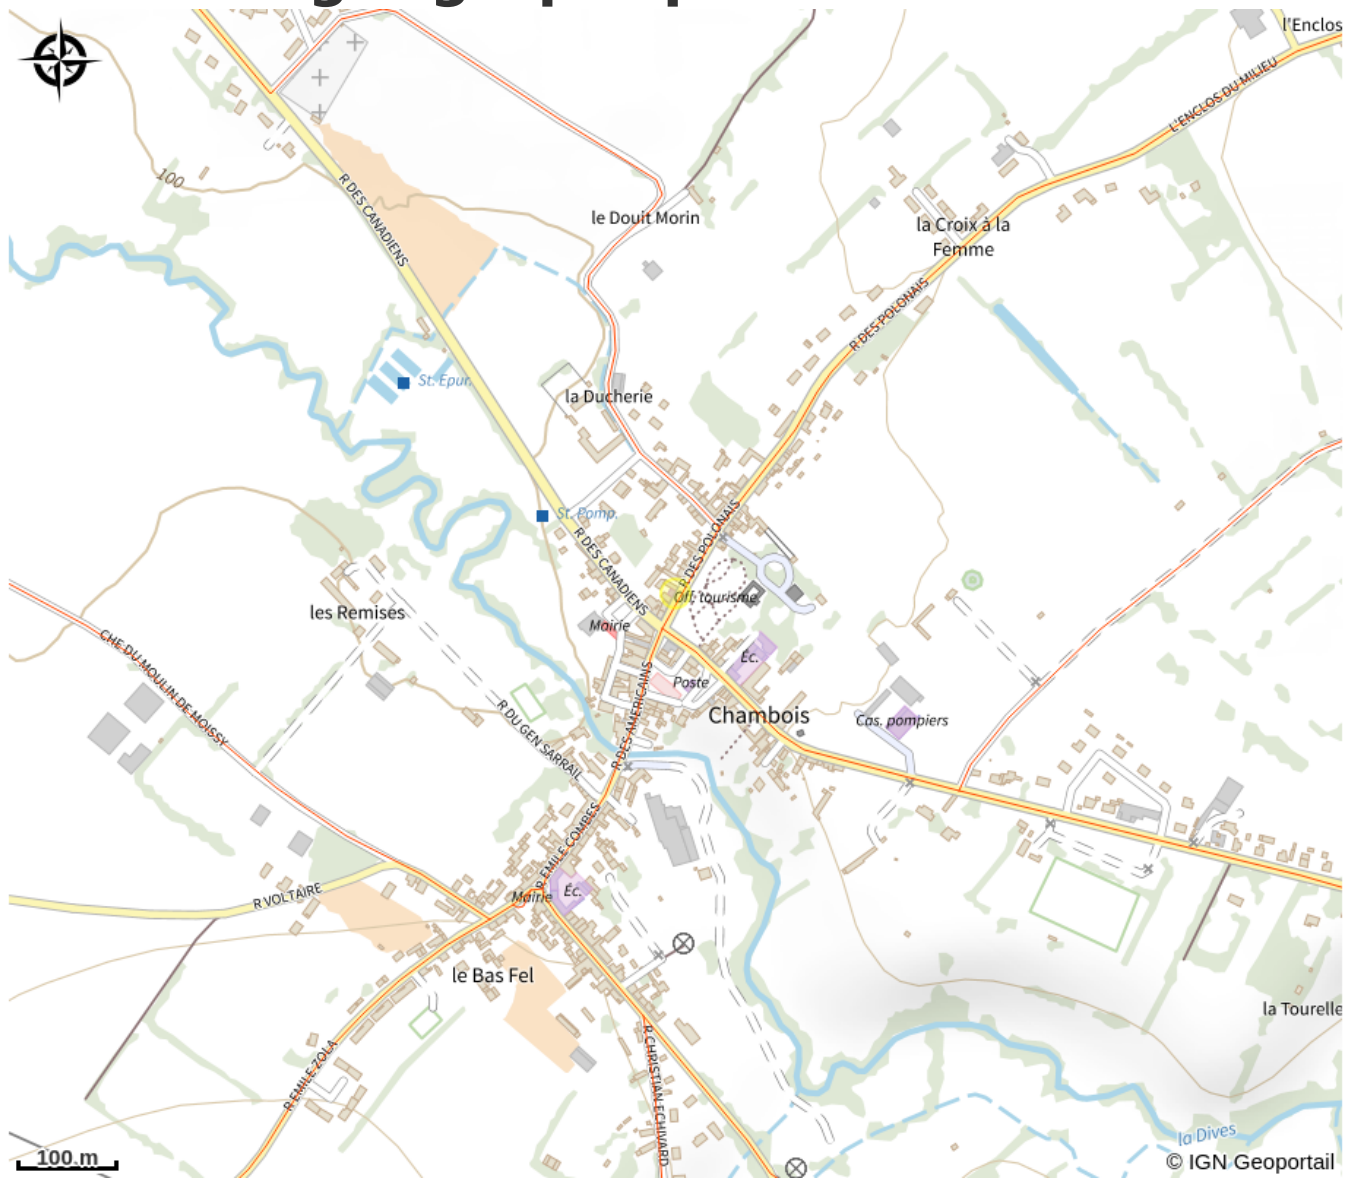 l'Enclos
L'ENCLOS DU MILIEU
100
R DES CANADIENS
le Douit Morin
la Croix à la
Femme
R DES POLONAIS
St. Epur.
la Ducherie
St. Pomp.
R DES CANADIENS
R DES POLONAIS
Off. tourisme
les Remises
Mairie
CHE DU MOULIN DE MOISSY
Éc.
Poste
R DES AMERICAINS
Chambois
Cas. pompiers
R DU GEN SARRAIL
R EMILE COMBES
R VOLTAIRE
Mairie
Éc.
le Bas Fel
la Tourelle
R EMILE ZOLA
R CHRISTIAN ECHIVARD
la Dives
100 m
© IGN Geoportail